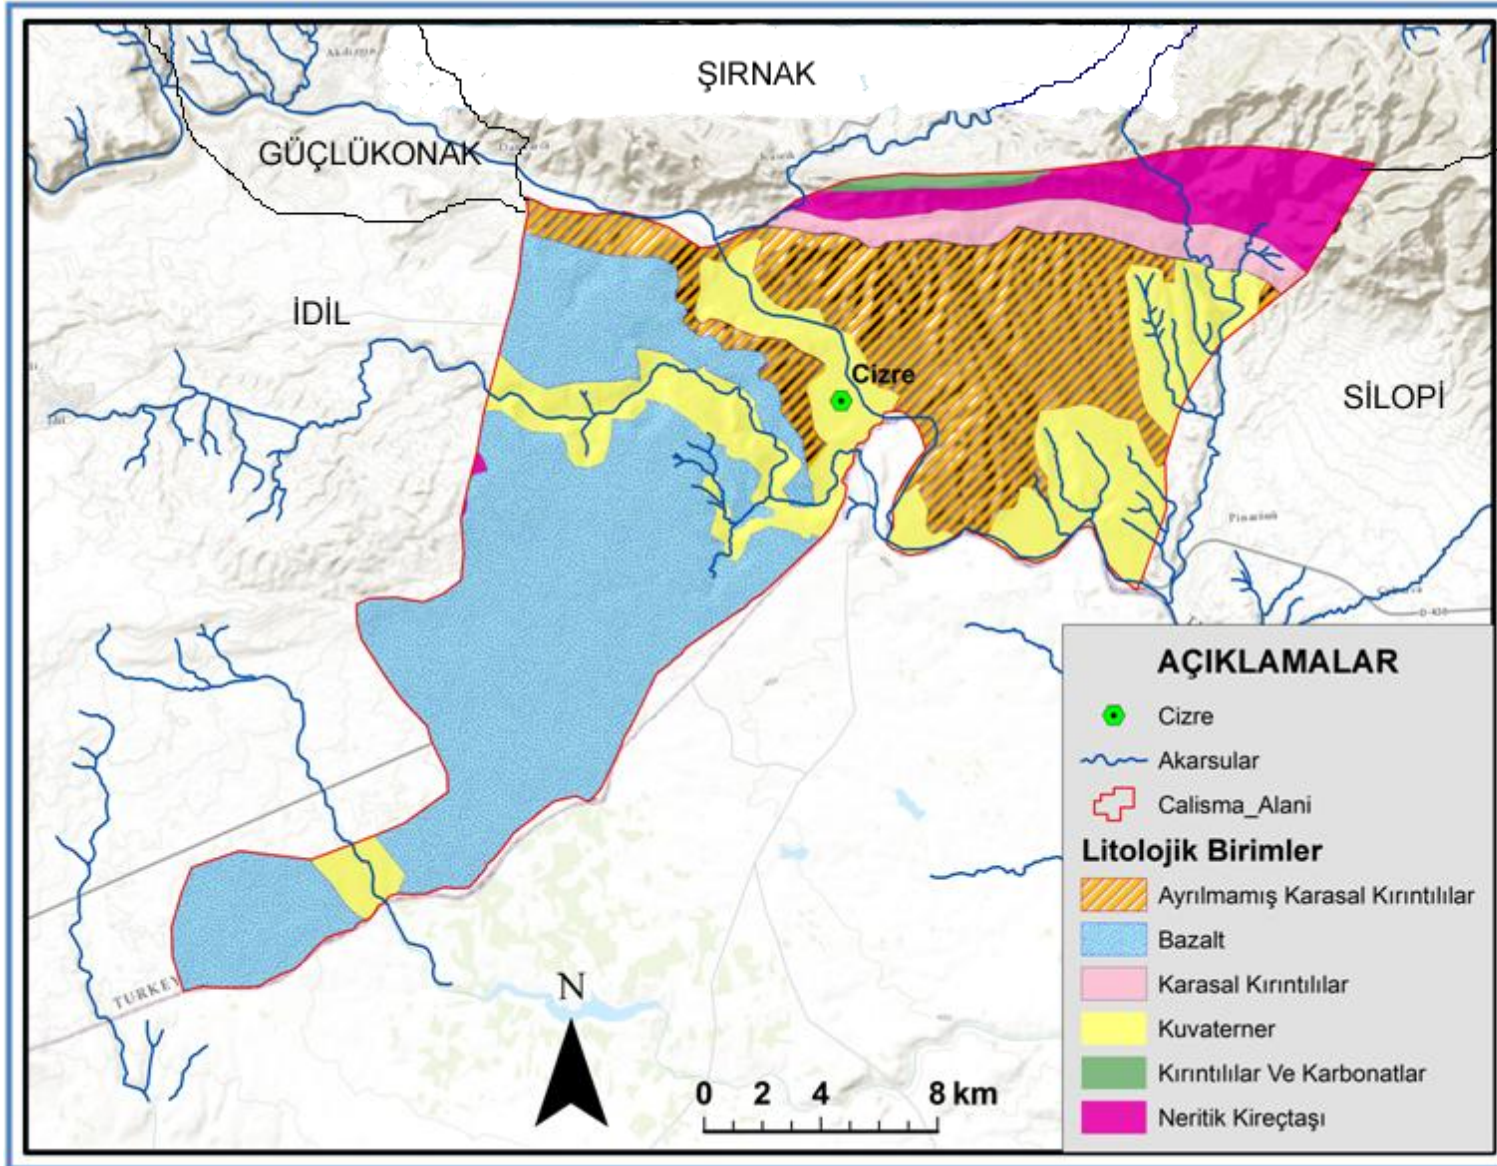 ŞIRNAK
GÜÇLÜKONAK
İDİL
Cizre
SİLOPİ
D 430
TURKEY
N
0 2 4 8 km
AÇIKLAMALAR
Cizre
Akarsular
Calisma_Alani
Litolojik Birimler
Ayrılmamış Karasal Kırıntılılar
Bazalt
Karasal Kırıntılılar
Kuvaterner
Kırıntılılar Ve Karbonatlar
Neritik Kireçtaşı